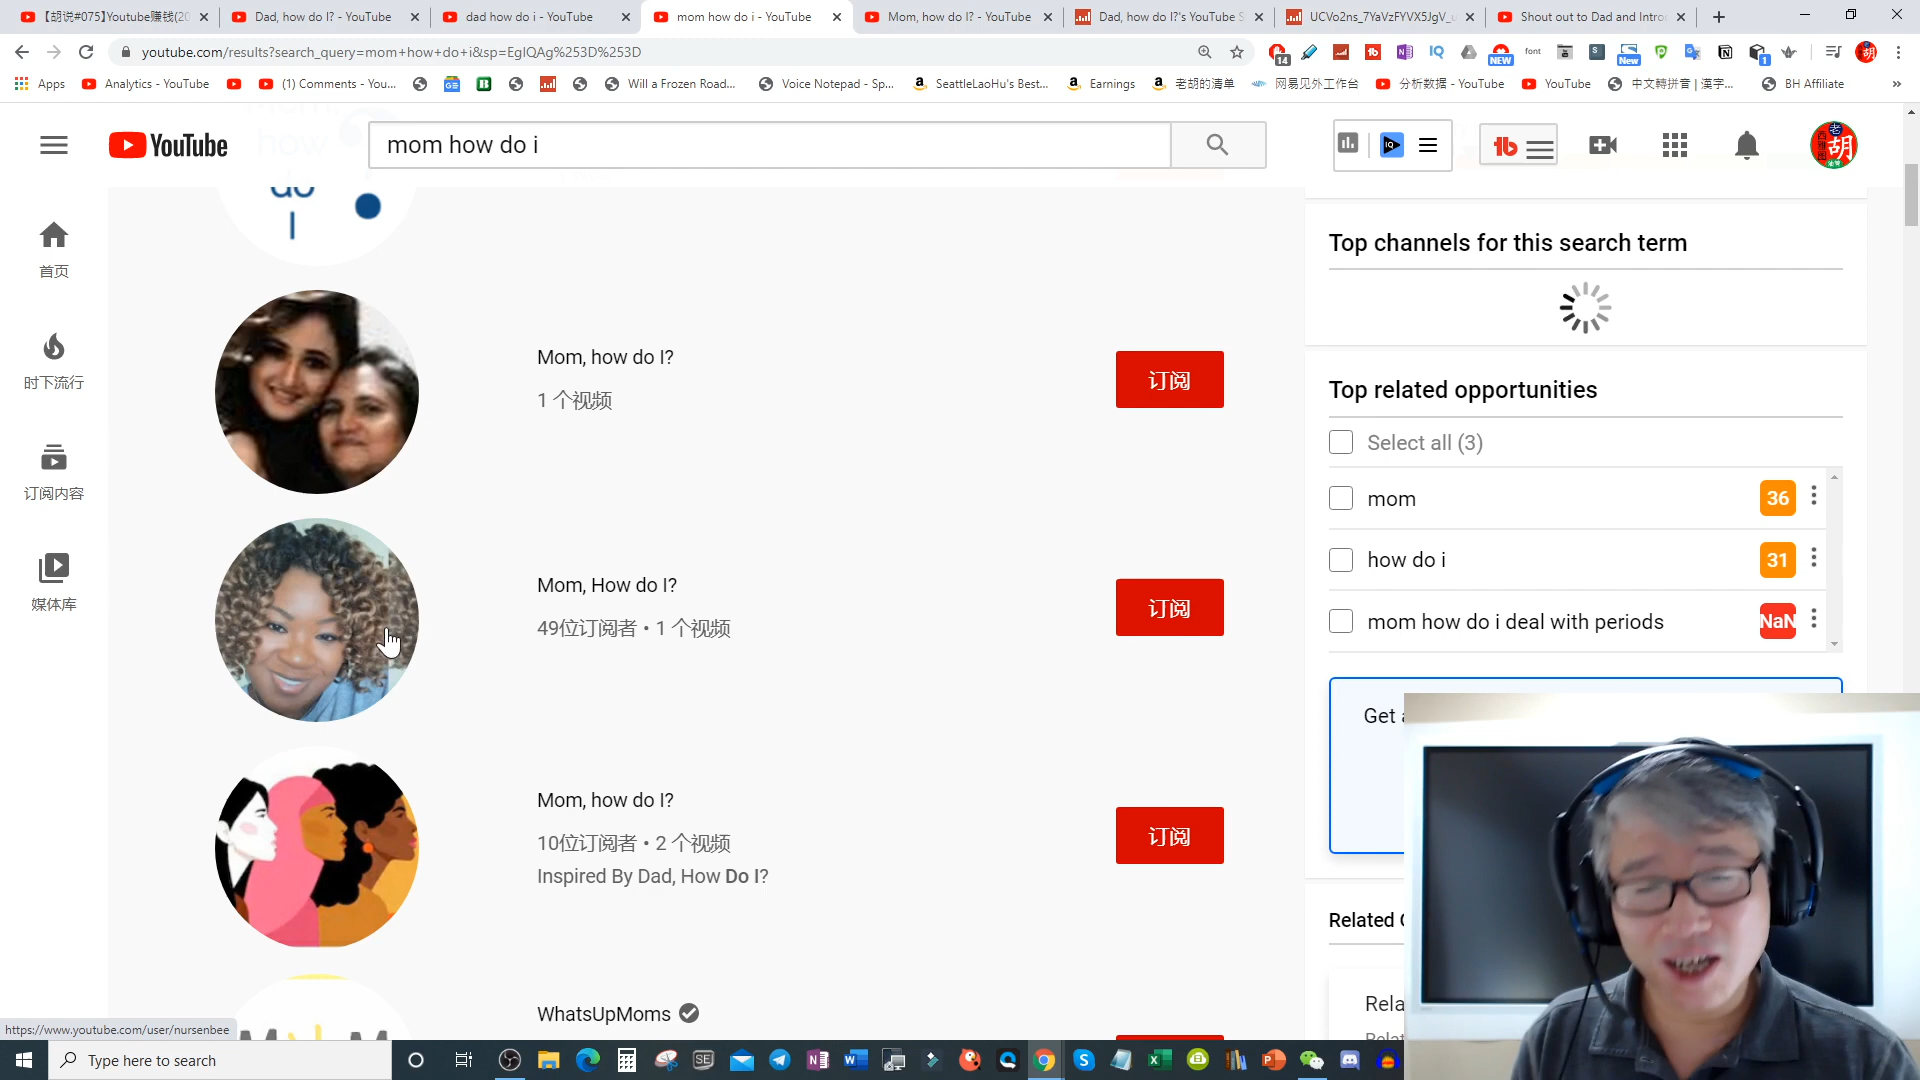 【胡说#075】Youtube赚钱(20
Dad, how do I? - YouTube
dad how do i - YouTube
mom how do i - YouTube
Mom, how do I? - YouTube
Dad, how do I?'s YouTube S
UCVo2ns_7YaVzFYVX5JgV_
Shout out to Dad and Intro
youtube.com/results?search_query=mom+how+do+i&sp=EgIQAg%253D%253D
14
NEW
font
New
1
Apps
Analytics - YouTube
(1) Comments - You...
Will a Frozen Road...
Voice Notepad - Sp...
SeattleLaoHu's Best...
Earnings
老胡的清单
网易见外工作台
分析数据 - YouTube
YouTube
中文轉拼音 | 漢字...
BH Affiliate
YouTube
mom how do i
how
do
I
首页
时下流行
订阅内容
媒体库
Mom, how do I?
1 个视频
订阅
Mom, How do I?
49位订阅者 • 1 个视频
订阅
Mom, how do I?
10位订阅者 • 2 个视频
Inspired By Dad, How Do I?
订阅
WhatsUpMoms
Top channels for this search term
Top related opportunities
Select all (3)
mom
36
how do i
31
mom how do i deal with periods
NaN
Get
Related
Rela
https://www.youtube.com/user/nursenbee
Type here to search